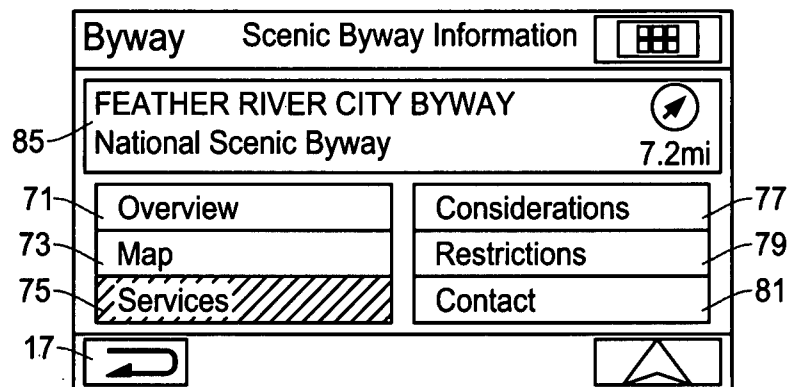 Byway Scenic Byway Information
FEATHER RIVER CITY BYWAY
85 National Scenic Byway 7.2mi
71 Overview Considerations 77
73 Map Restrictions 79
75 Services Contact 81
17